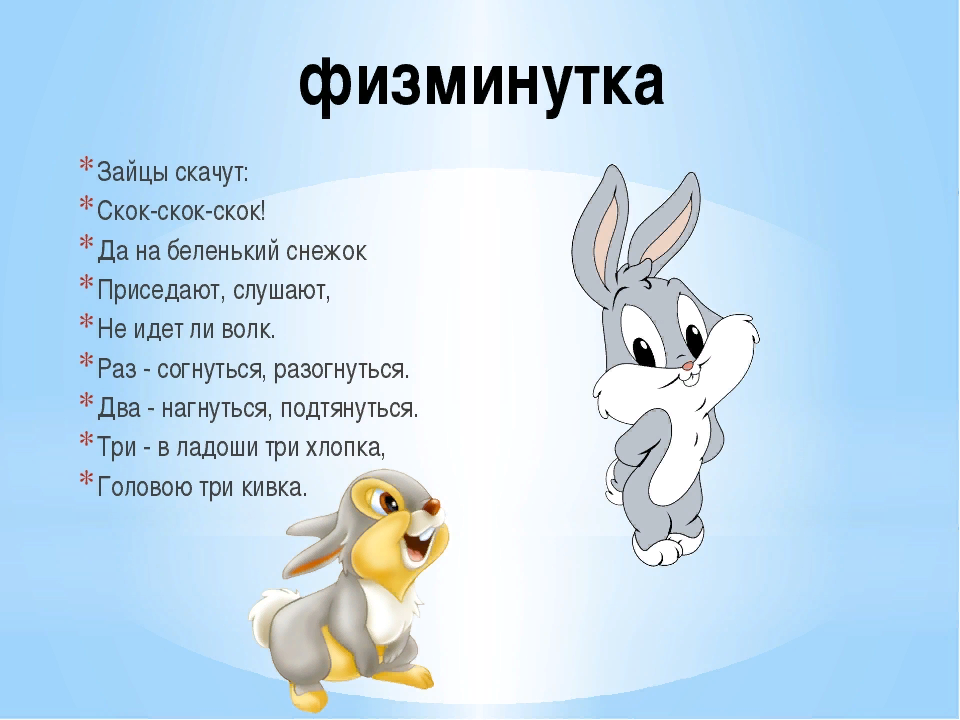 физминутка
* Зайцы скачут:
* Скок-скок-скок!
* Да на беленький снежок
* Приседают, слушают,
* Не идет ли волк.
* Раз - согнуться, разогнуться.
* Два - нагнуться, подтянуться.
* Три - в ладоши три хлопка,
* Головою три кивка.